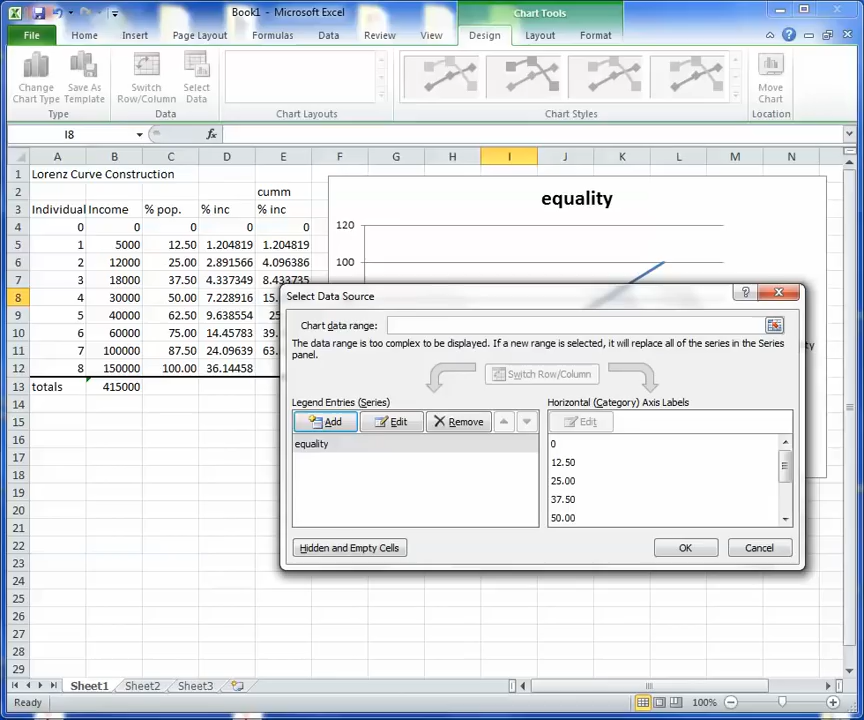 Book1 - Microsoft Excel
Chart Tools
File Home Insert Page Layout Formulas Data Review View Design Layout Format
Change Chart Type
Save As Template
Switch Row/Column
Select Data
Move Chart
Type Data Chart Layouts Chart Styles Location
I8 fx
A B C D E F G H I J K L M N
1 Lorenz Curve Construction
2 cumm
3 Individual Income % pop. % inc % inc
4 0 0 0 0 0
5 1 5000 12.50 1.204819 1.204819
6 2 12000 25.00 2.891566 4.096386
7 3 18000 37.50 4.337349 8.433735
8 4 30000 50.00 7.228916 15.
9 5 40000 62.50 9.638554 25
10 6 60000 75.00 14.45783 39.
11 7 100000 87.50 24.09639 63.
12 8 150000 100.00 36.14458
13 totals 415000
14
15
16
17
18
19
20
21
22
23
24
25
26
27
28
29
equality
120
100
Select Data Source
Chart data range:
The data range is too complex to be displayed. If a new range is selected, it will replace all of the series in the Series
panel.
Switch Row/Column
Legend Entries (Series)
Add Edit Remove
equality
Horizontal (Category) Axis Labels
Edit
0
12.50
25.00
37.50
50.00
Hidden and Empty Cells OK Cancel
Sheet1 Sheet2 Sheet3
Ready 100%